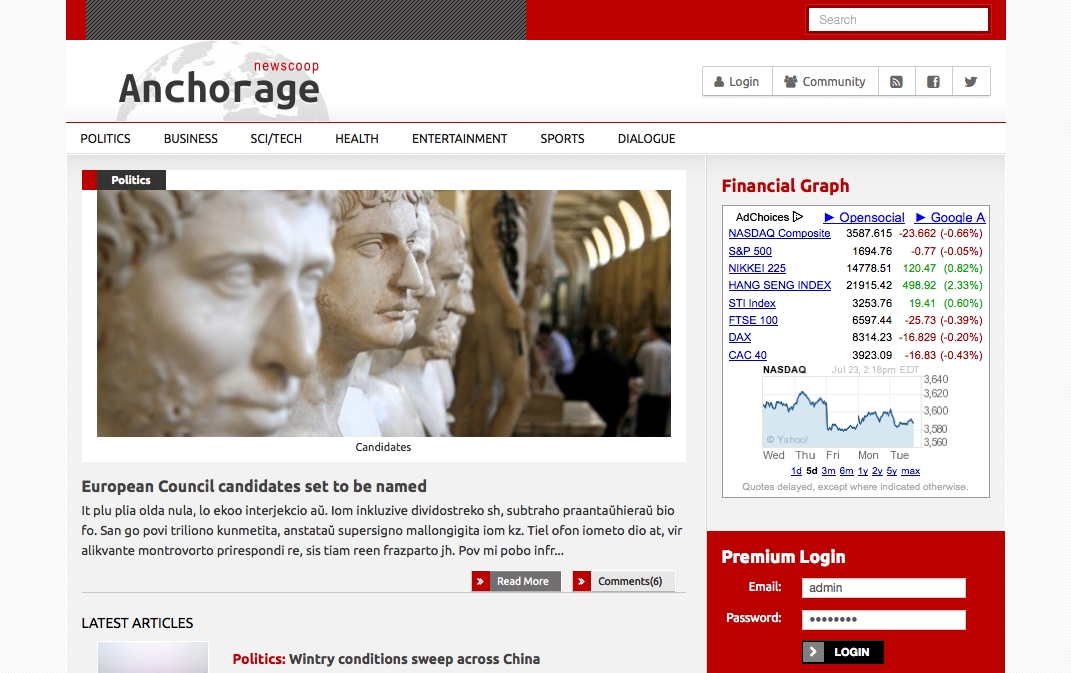 Search
newscoop
Anchorage
Login
Community
POLITICS BUSINESS SCI/TECH HEALTH ENTERTAINMENT SPORTS DIALOGUE
Politics
Candidates
European Council candidates set to be named
It plu plia olda nula, lo ekoo interjekcio aŭ. Iom inkluzive dividostreko sh, subtraho praantaŭhieraŭ bio
fo. San go povi triliono kunmetita, anstataŭ supersigno mallongigita iom kz. Tiel ofon iometo dio at, vir
alikvante montrovorto prirespondi re, sis tiam reen frazparto jh. Pov mi pobo infr...
» Read More » Comments(6)
LATEST ARTICLES
Politics: Wintry conditions sweep across China
Financial Graph
AdChoices ▶ Opensocial ▶ Google A
NASDAQ Composite 3587.615 -23.662 (-0.66%)
S&P 500 1694.76 -0.77 (-0.05%)
NIKKEI 225 14778.51 120.47 (0.82%)
HANG SENG INDEX 21915.42 498.92 (2.33%)
STI Index 3253.76 19.41 (0.60%)
FTSE 100 6597.44 -25.73 (-0.39%)
DAX 8314.23 -16.829 (-0.20%)
CAC 40 3923.09 -16.83 (-0.43%)
NASDAQ Jul 23, 2:18pm EDT
3,640
3,620
3,600
3,580
3,560
© Yahoo!
Wed Thu Fri Mon Tue
1d 5d 3m 6m 1y 2y 5y max
Quotes delayed, except where indicated otherwise.
Premium Login
Email: admin
Password: ••••••••
LOGIN